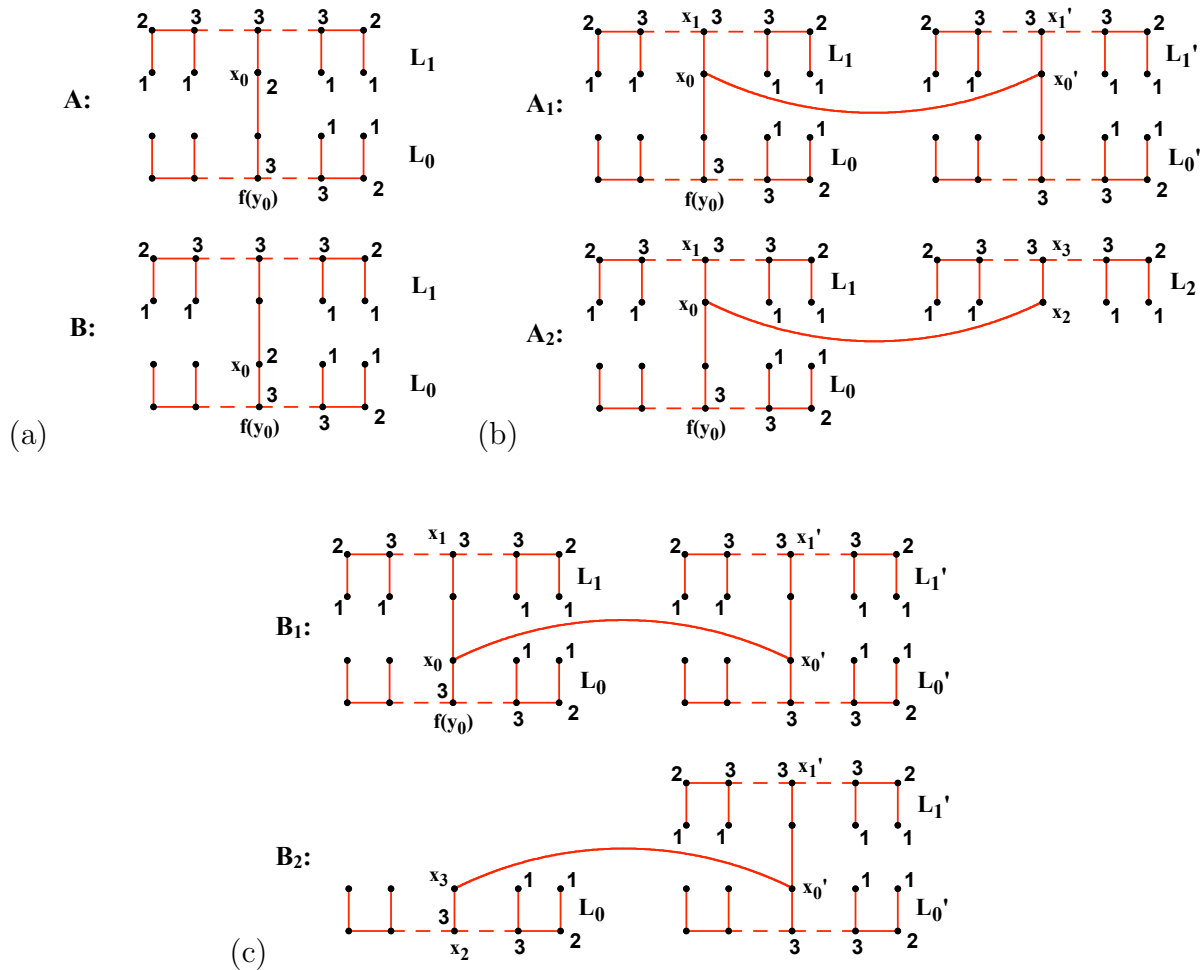 2 3 3 3 2 x₁ 3 3 2 2 3 3 x₁' 3 2
L₁ L₁ L₁'
1 1 x₀ 2 1 1 x₀ 1 1 1 1 x₀' 1 1
A: A₁:
1 1 1 1 1 1
L₀ L₀ L₀'
3 3 2 3 3 2 3 3 2
f(y₀) f(y₀)
2 3 3 3 2 2 3 x₁ 3 3 2 2 3 3 x₃ 3 2
L₁ L₁ L₂
1 1 1 1 1 1 x₀ 1 1 1 1 x₂ 1 1
B: A₂:
x₀ 2 1 1 1 1
L₀ L₀
3 3 2 3 3 2
f(y₀) f(y₀)
(a) (b)
2 3 x₁ 3 3 2 2 3 3 x₁' 3 2
L₁ L₁'
1 1 1 1 1 1 1 1
B₁:
x₀ 1 1 x₀' 1 1
L₀ L₀'
3 3 2 3 3 2
f(y₀)
2 3 3 x₁' 3 2
L₁'
1 1 1 1
B₂:
x₃ 1 1 x₀' 1 1
L₀ L₀'
3 3 2 3 3 2
x₂
(c)